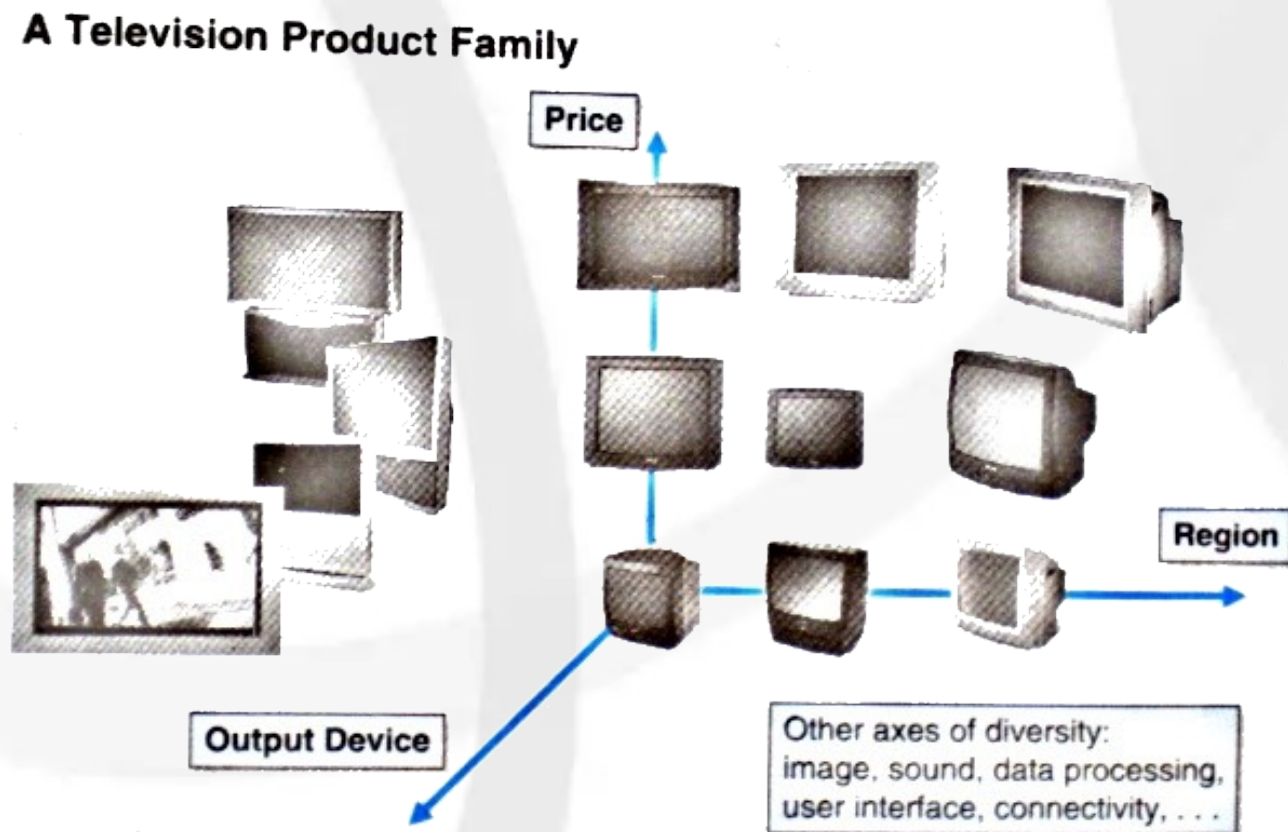 A Television Product Family
Price
Region
Output Device
Other axes of diversity:
image, sound, data processing,
user interface, connectivity, . . .